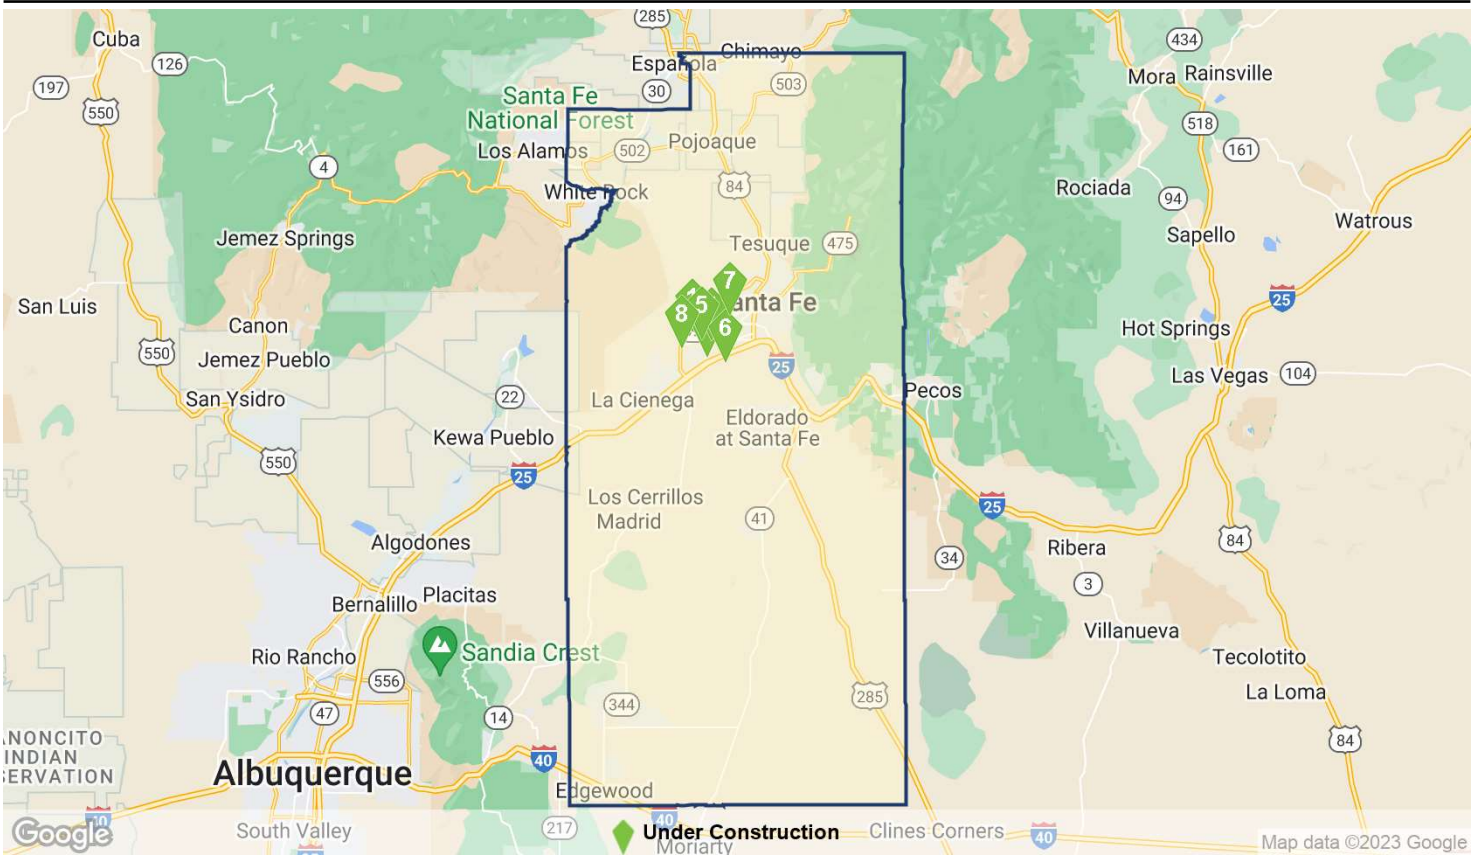 285
Cuba
434
Chimayo
126
Española
Mora Rainsville
197
30
503
Santa Fe
National Forest
550
518
Pojoaque
161
Los Alamos
502
4
84
Rociada
White Rock
94
Watrous
Sapello
Jemez Springs
Tesuque
475
7
25
San Luis
5
anta Fe
8
6
Canon
Hot Springs
550
Jemez Pueblo
25
Las Vegas
104
San Ysidro
22
La Cienega
Pecos
Eldorado
at Santa Fe
Kewa Pueblo
550
25
Los Cerrillos
Madrid
41
25
Algodones
84
34
Ribera
3
Bernalillo
Placitas
Villanueva
Rio Rancho
Sandia Crest
Tecolotito
556
La Loma
285
344
47
14
ANONCITO
INDIAN
SERVATION
84
40
Albuquerque
Edgewood
40
Google
South Valley
217
Under Construction
Clines Corners
40
Moriarty
Map data ©2023 Google